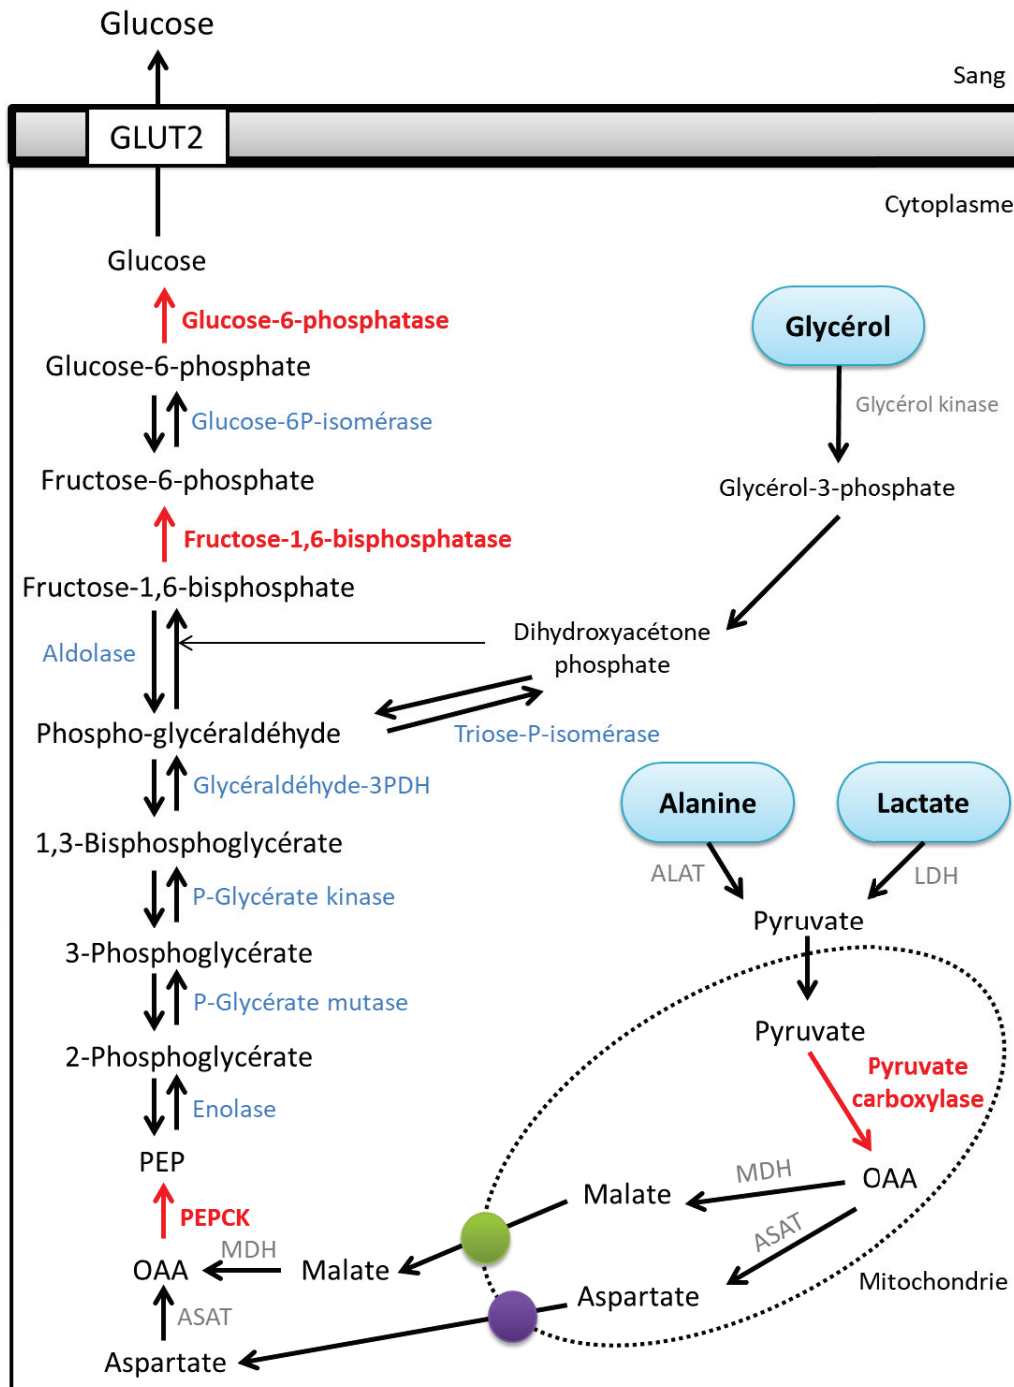 Glucose
Sang
GLUT2
Cytoplasme
Glucose
Glucose-6-phosphatase
Glycérol
Glucose-6-phosphate
Glycérol kinase
Glucose-6P-isomérase
Fructose-6-phosphate
Glycérol-3-phosphate
Fructose-1,6-bisphosphatase
Fructose-1,6-bisphosphate
Dihydroxyacétone
phosphate
Aldolase
Phospho-glycéraldéhyde
Triose-P-isomérase
Glycéraldéhyde-3PDH
Alanine
Lactate
1,3-Bisphosphoglycérate
ALAT
LDH
P-Glycérate kinase
Pyruvate
3-Phosphoglycérate
P-Glycérate mutase
Pyruvate
2-Phosphoglycérate
Pyruvate
carboxylase
Enolase
PEP
MDH
OAA
Malate
PEPCK
ASAT
MDH
OAA
Malate
Mitochondrie
Aspartate
ASAT
Aspartate